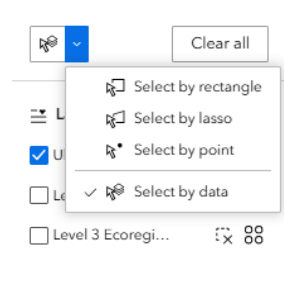 Clear all
Select by rectangle
Select by lasso
Select by point
Select by data
Level 3 Ecoregi...